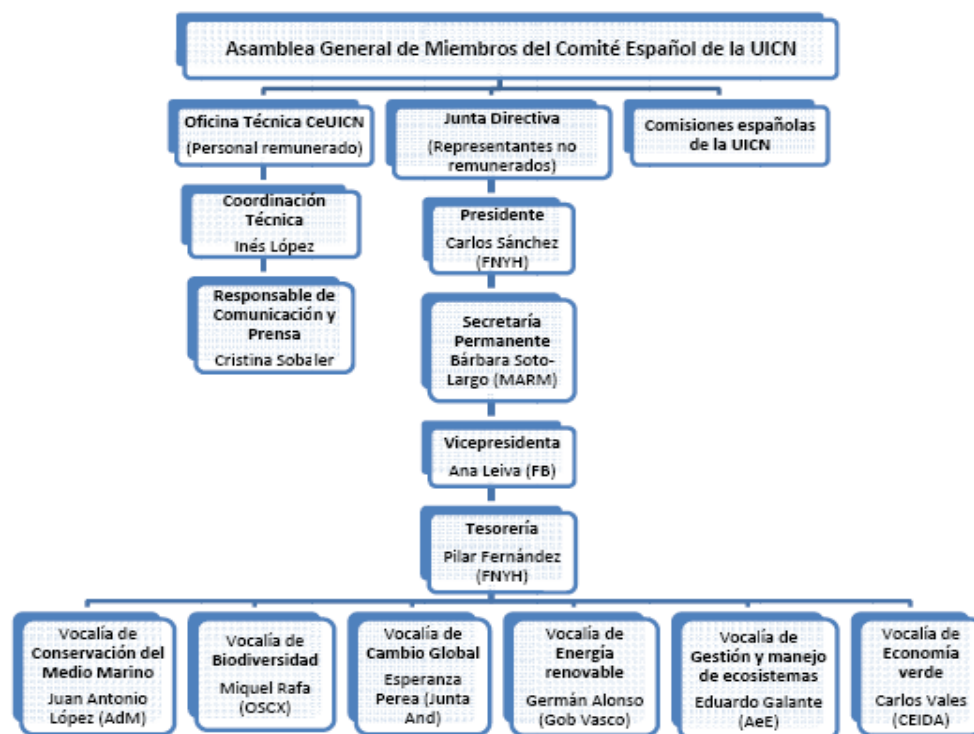 Asamblea General de Miembros del Comité Español de la UICN
Oficina Técnica CeUICN
(Personal remunerado)
Junta Directiva
(Representantes no
remunerados)
Comisiones españolas
de la UICN
Coordinación
Técnica
Inés López
Responsable de
Comunicación y
Prensa
Cristina Sobaler
Presidente
Carlos Sánchez
(FNYH)
Secretaría
Permanente
Bárbara Soto-
Largo (MARM)
Vicepresidenta
Ana Leiva (FB)
Tesorería
Pilar Fernández
(FNYH)
Vocalía de
Conservación del
Medio Marino
Juan Antonio
López (AdM)
Vocalía de
Biodiversidad
Miquel Rafa
(OSCX)
Vocalía de
Cambio Global
Esperanza
Perea (Junta
And)
Vocalía de
Energía
renovable
Germán Alonso
(Gob Vasco)
Vocalía de
Gestión y manejo
de ecosistemas
Eduardo Galante
(AeE)
Vocalía de
Economía
verde
Carlos Vales
(CEIDA)